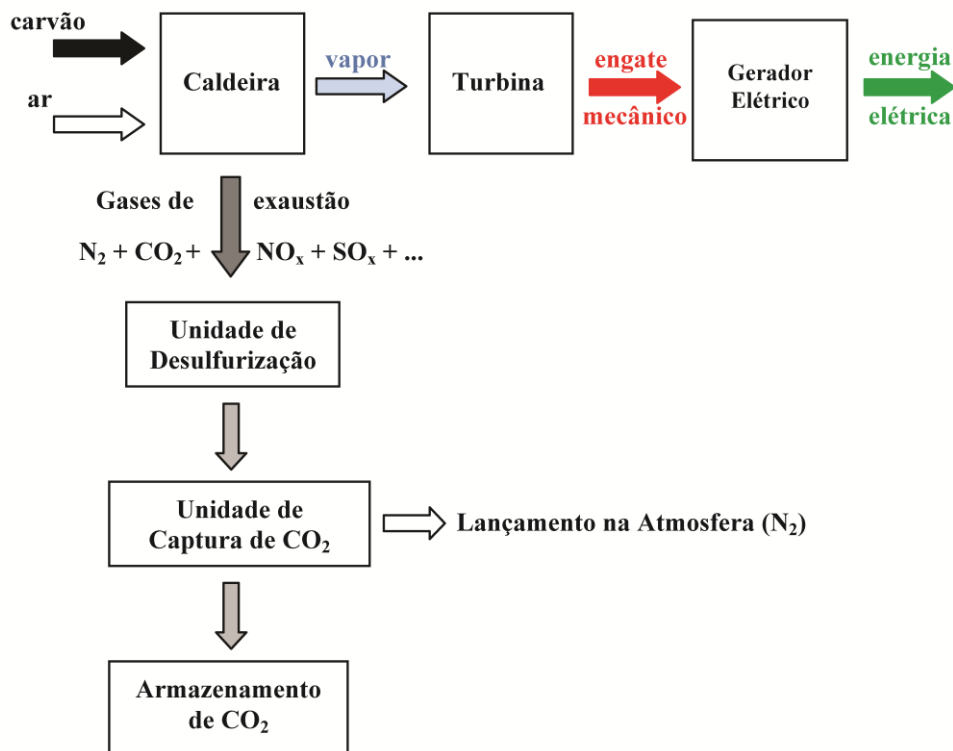 carvão
ar
Caldeira
vapor
Turbina
engate
mecânico
Gerador
Elétrico
energia
elétrica
Gases de exaustão
N₂ + CO₂ + NOₓ + SOₓ + ...
Unidade de
Desulfurização
Unidade de
Captura de CO₂
Lançamento na Atmosfera (N₂)
Armazenamento
de CO₂